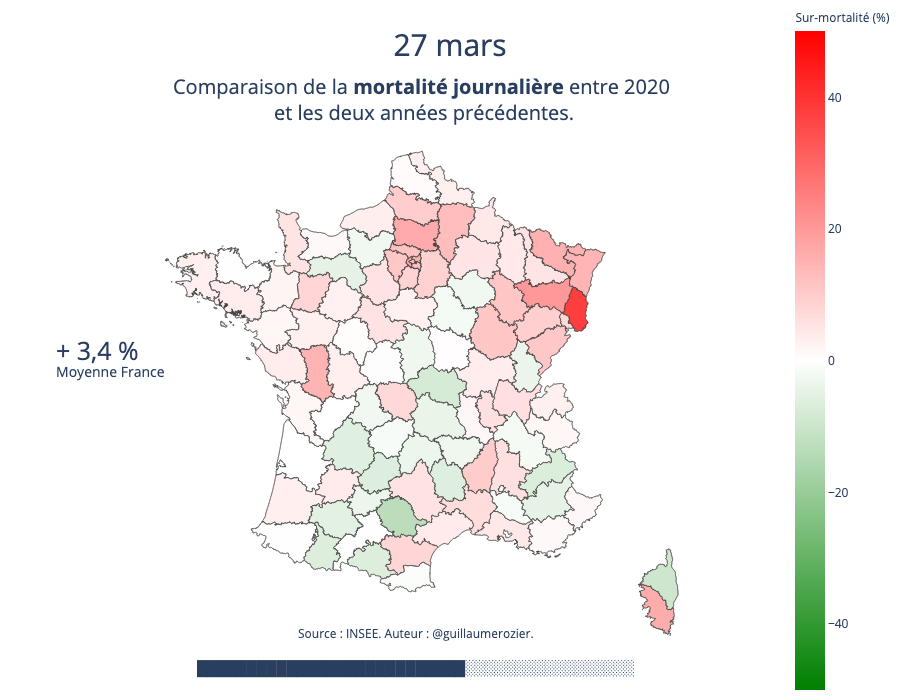 Sur-mortalité (%)
27 mars
Comparaison de la mortalité journalière entre 2020
et les deux années précédentes.
40
20
0
−20
−40
+ 3,4 %
Moyenne France
Source : INSEE. Auteur : @guillaumerozier.